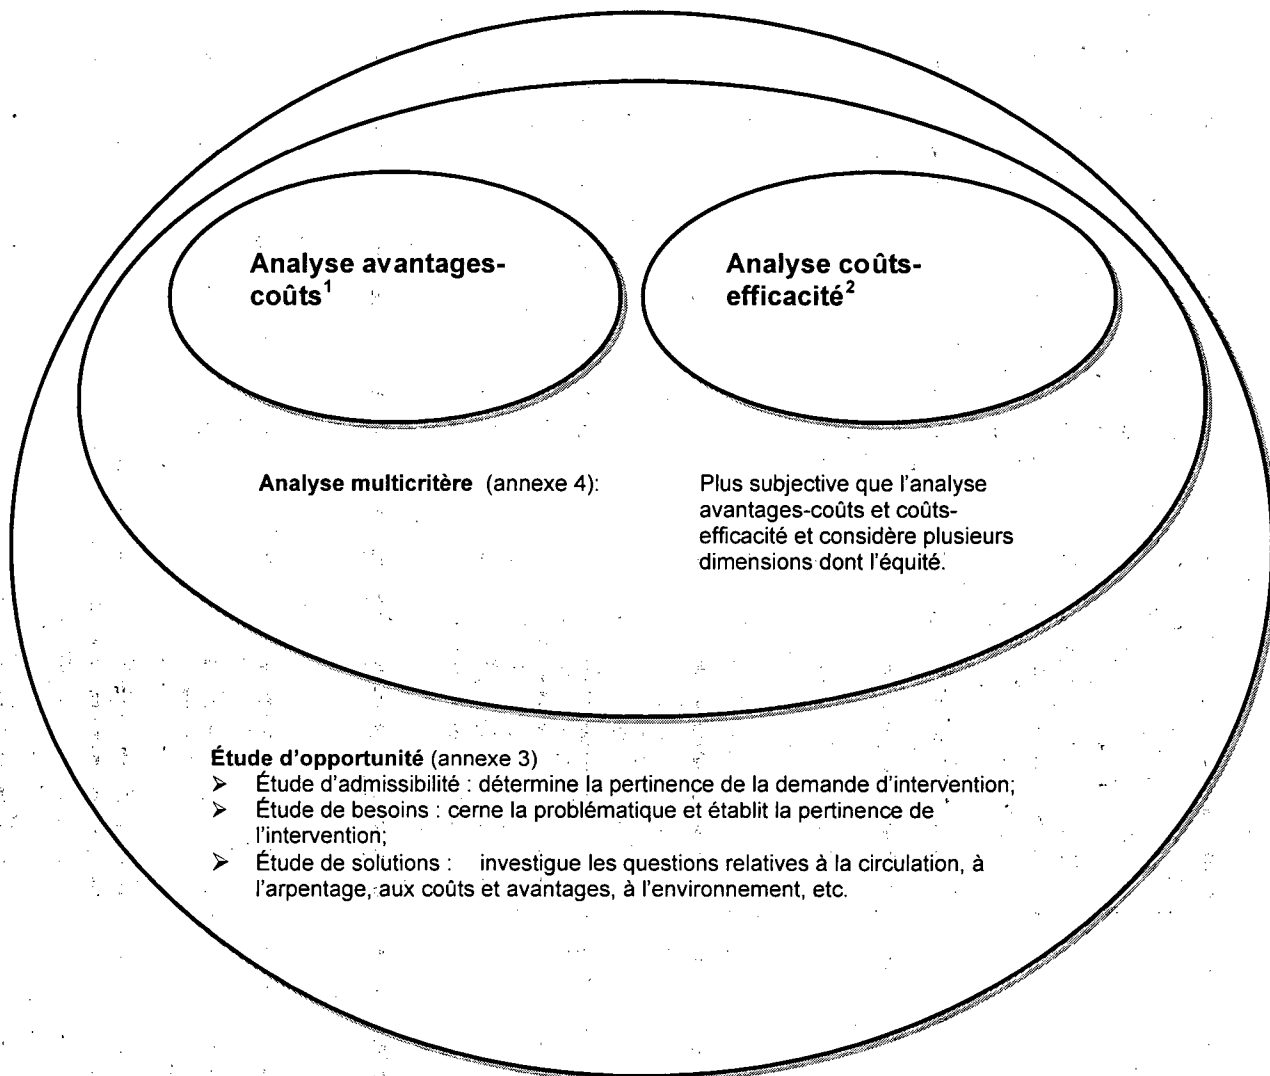 Analyse avantages-
coûts¹
Analyse coûts-
efficacité²
Analyse multicritère (annexe 4):
Plus subjective que l'analyse
avantages-coûts et coûts-
efficacité et considère plusieurs
dimensions dont l'équité.
Étude d'opportunité (annexe 3)
➤ Étude d'admissibilité : détermine la pertinence de la demande d'intervention;
➤ Étude de besoins : cerne la problématique et établit la pertinence de
l'intervention;
➤ Étude de solutions : investigue les questions relatives à la circulation, à
l'arpentage, aux coûts et avantages, à l'environnement, etc.